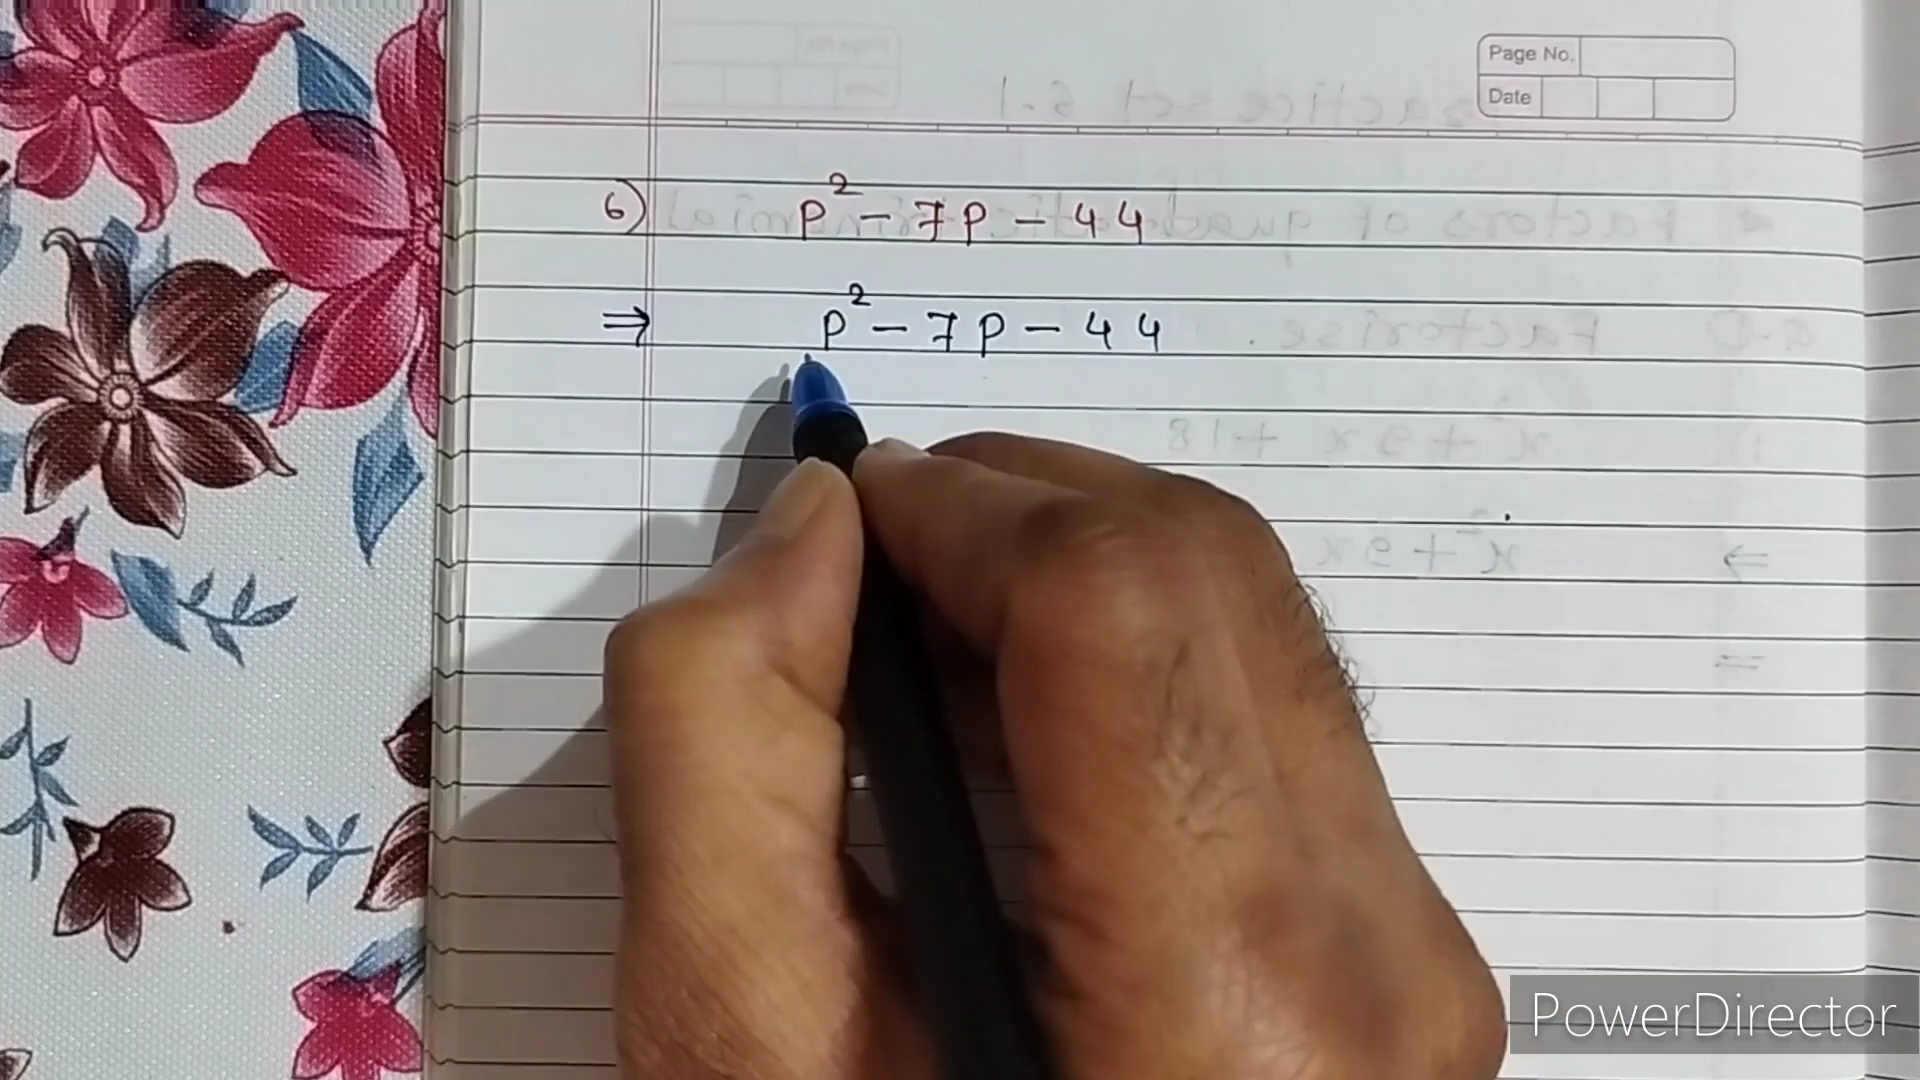 Page No.
Date
6) p² - 7p - 44
⇒ p² - 7p - 44
PowerDirector